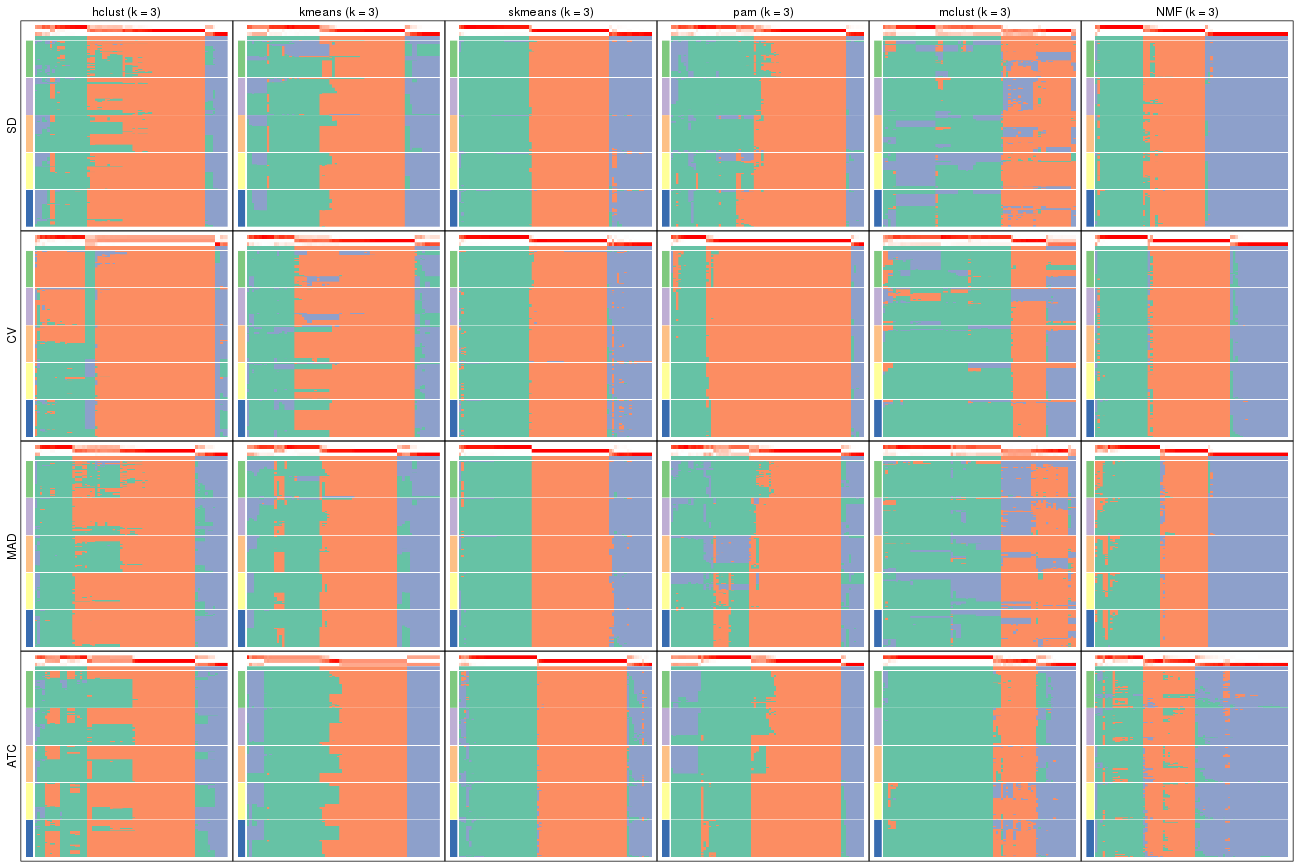 hclust (k = 3) kmeans (k = 3) skmeans (k = 3) pam (k = 3) mclust (k = 3) NMF (k = 3)
SD
CV
MAD
ATC